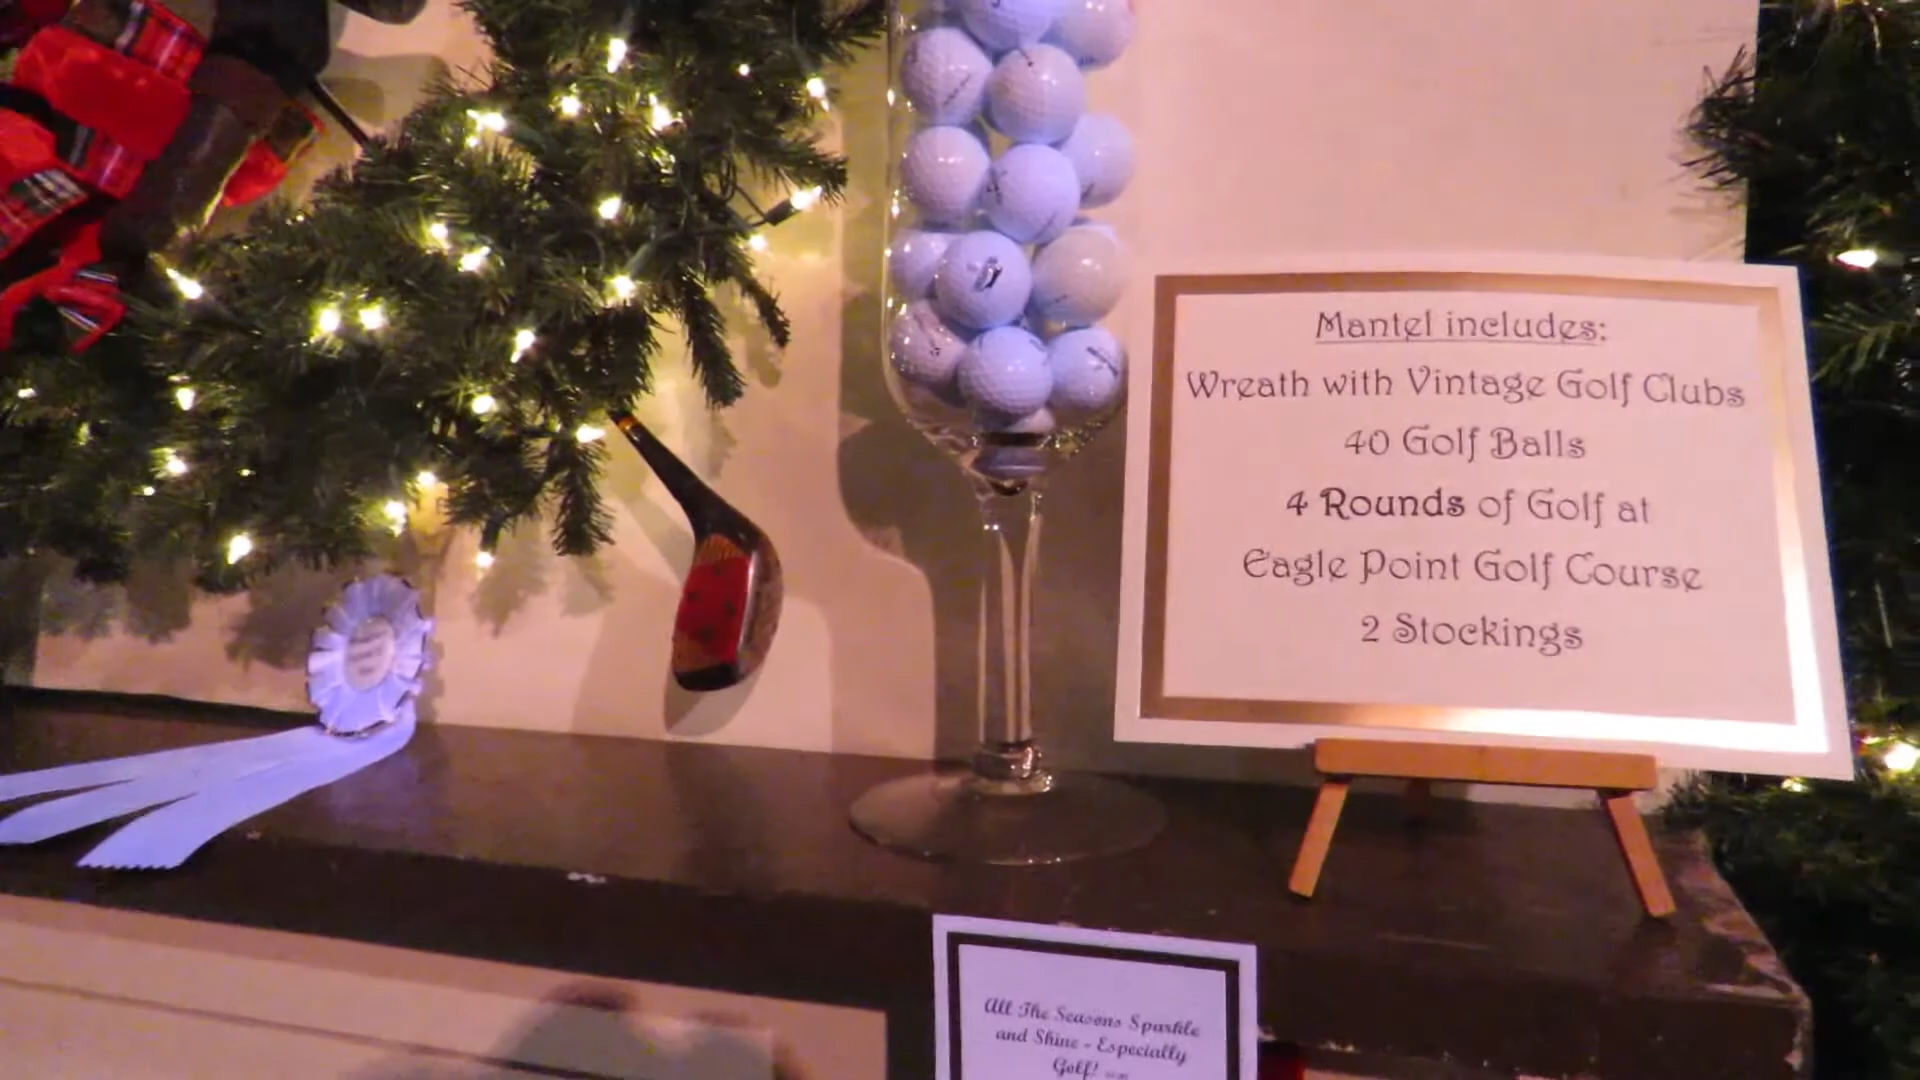 Mantel includes:
Wreath with Vintage Golf Clubs
40 Golf Balls
4 Rounds of Golf at
Eagle Point Golf Course
2 Stockings
All The Seasons Sparkle
and Shine - Especially
Golf!